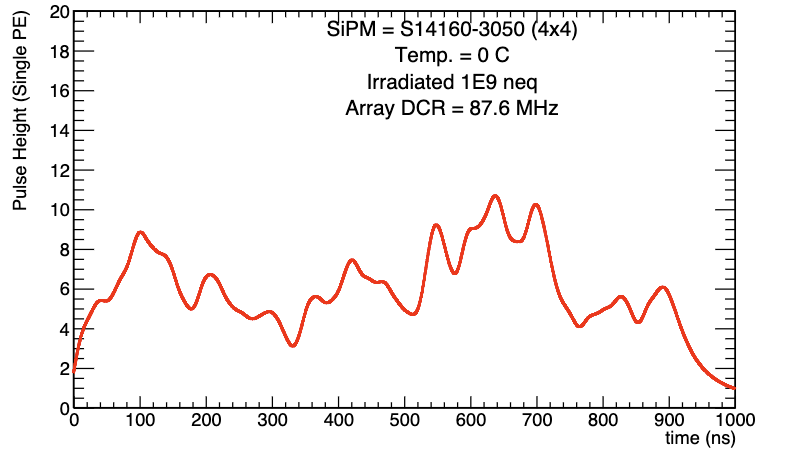 SiPM = S14160-3050 (4x4)
Temp. = 0 C
Irradiated 1E9 neq
Array DCR = 87.6 MHz
Pulse Height (Single PE)
20
18
16
14
12
10
8
6
4
2
0
0 100 200 300 400 500 600 700 800 900 1000
time (ns)